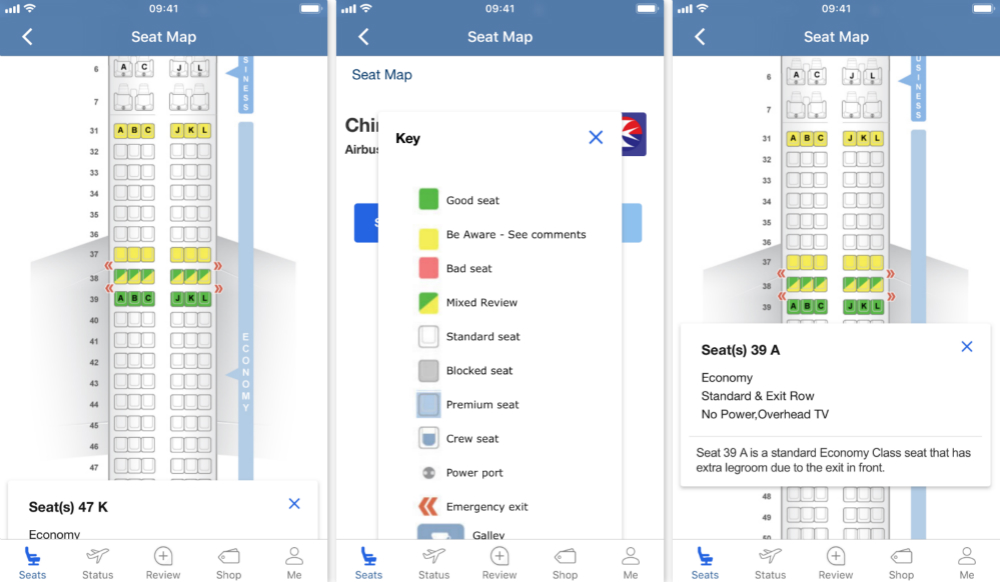 09:41
Seat Map
6 A C J L
7
31 A B C J K L
32
33
34
35
36
37
38
39 A B C J K L
40
41
42
43
44
45
46
47
SINESS
ECONOMY
Seat(s) 47 K
Economy
Seats Status Review Shop Me
09:41
Seat Map
Seat Map
Chi
Airbu
Key
Good seat
Be Aware - See comments
Bad seat
Mixed Review
Standard seat
Blocked seat
Premium seat
Crew seat
Power port
Emergency exit
Galley
Seats Status Review Shop Me
09:41
Seat Map
6 A C J L
7
31 A B C J K L
32
33
34
35
36
37
38
39 A B C J K L
USINESS
Seat(s) 39 A
Economy
Standard & Exit Row
No Power,Overhead TV
Seat 39 A is a standard Economy Class seat that has
extra legroom due to the exit in front.
48
49
50
Seats Status Review Shop Me